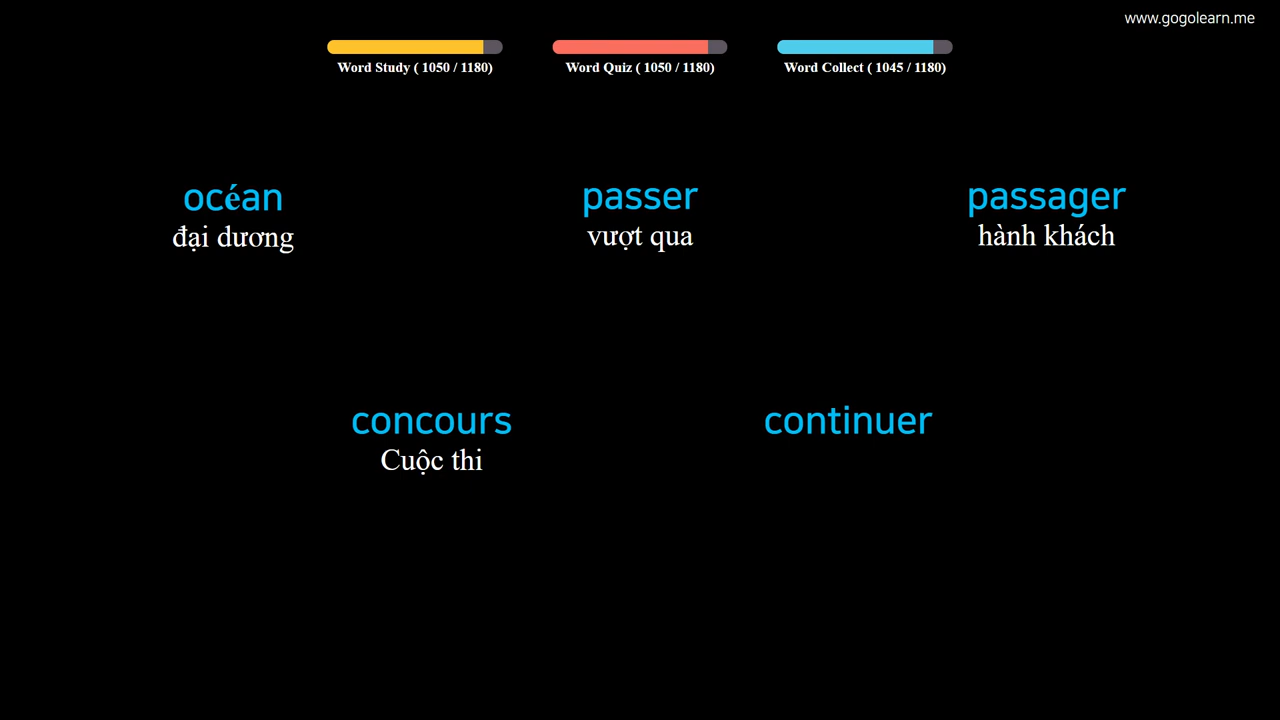 www.gogolearn.me
Word Study ( 1050 / 1180)
Word Quiz ( 1050 / 1180)
Word Collect ( 1045 / 1180)
océan
đại dương
passer
vượt qua
passager
hành khách
concours
Cuộc thi
continuer